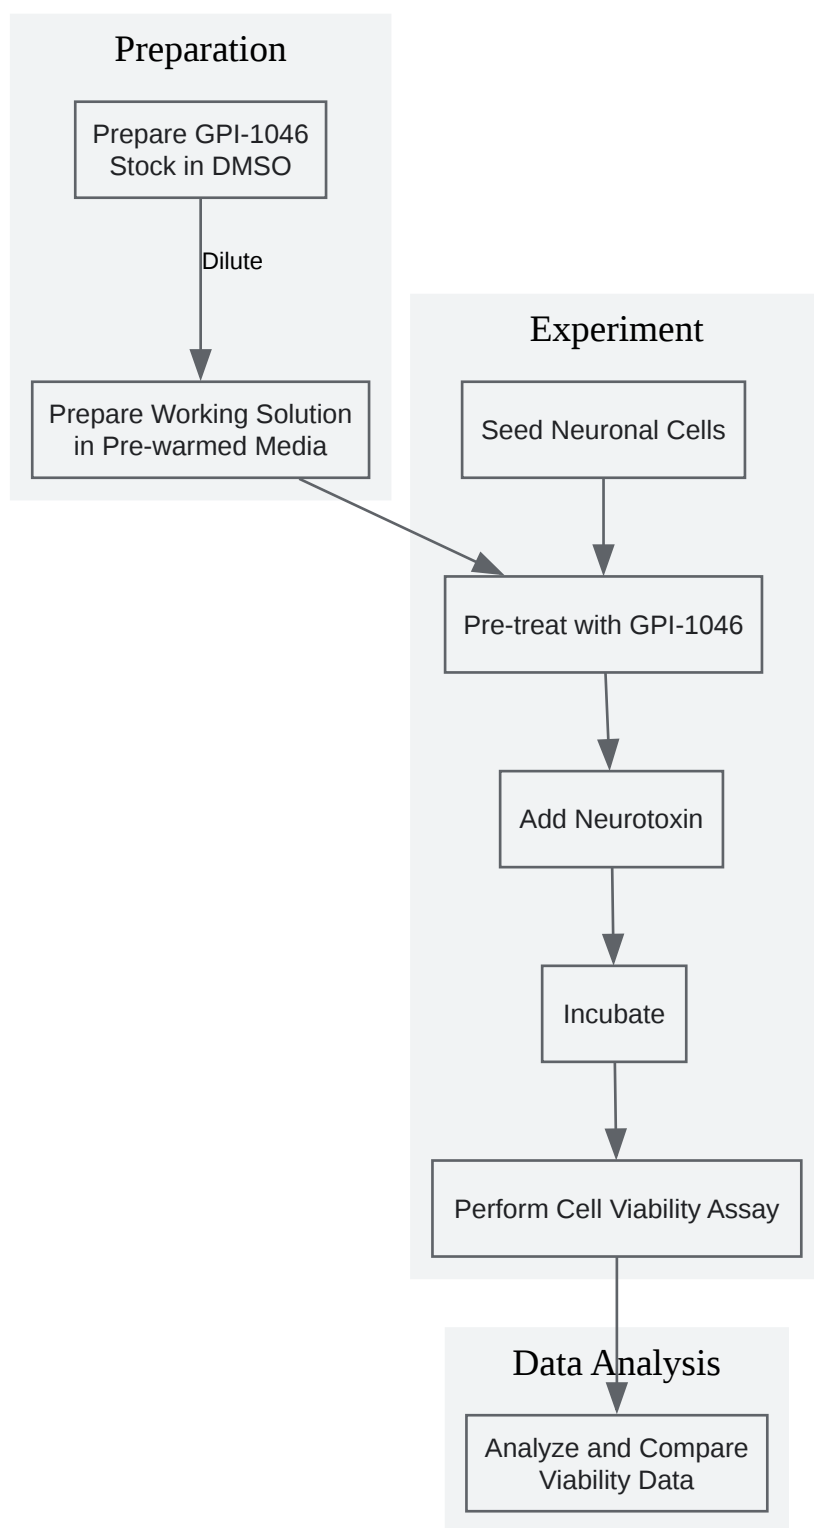 Preparation
Prepare GPI-1046
Stock in DMSO
Dilute
Prepare Working Solution
in Pre-warmed Media
Experiment
Seed Neuronal Cells
Pre-treat with GPI-1046
Add Neurotoxin
Incubate
Perform Cell Viability Assay
Data Analysis
Analyze and Compare
Viability Data